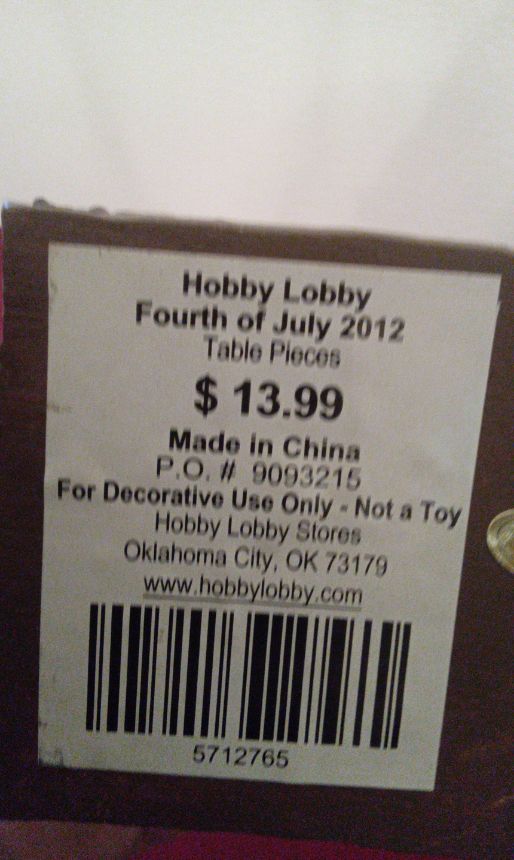 Hobby Lobby
Fourth of July 2012
Table Pieces
$ 13.99
Made in China
P.O. # 9093215
For Decorative Use Only - Not a Toy
Hobby Lobby Stores
Oklahoma City, OK 73179
www.hobbylobby.com
5712765